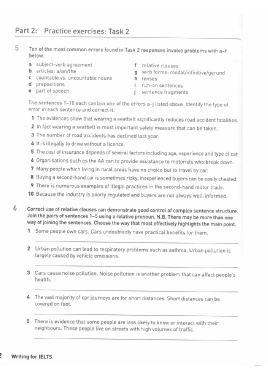 Part 2: Practice exercises: Task 2
5 Ten of the most common errors found in Task 2 responses involve problems with a–j
below.
a subject-verb agreement
b articles: a/an/the
c countable vs. uncountable nouns
d prepositions
e part of speech
f relative clauses
g verb forms: modal/infinitive/gerund
h tenses
i run-on sentences
j sentence fragments
The sentences 1–10 each contain one of the errors a–j listed above. Identify the type of
error in each sentence and correct it.
1 The evidences show that wearing a seatbelt significantly reduces road accident fatalities.
2 In fact wearing a seatbelt is most important safety measure that can be taken.
3 The number of road accidents has declined last year.
4 It is illegally to drive without a licence.
5 The cost of insurance depends of several factors including age, experience and type of car
6 Organisations such as the AA can to provide assistance to motorists who break down.
7 Many people which living in rural areas have no choice but to travel by car.
8 Buying a second-hand car is sometimes risky, inexperienced buyers can be easily cheated.
9 There is numerous examples of illegal practices in the second-hand motor trade.
10 Because the industry is poorly regulated and buyers are not always well-informed.
6 Correct use of relative clauses can demonstrate good control of complex sentence structure.
Join the pairs of sentences 1–5 using a relative pronoun. N.B. There may be more than one
way of joining the sentences. Choose the way that most effectively highlights the main point.
1 Some people own cars. Cars undoubtedly have practical benefits for them.
2 Urban pollution can lead to respiratory problems such as asthma. Urban pollution is
largely caused by vehicle emissions.
3 Cars cause noise pollution. Noise pollution is another problem that can affect people's
health.
4 The vast majority of car journeys are for short distances. Short distances can be
covered on foot.
5 There is evidence that some people are less likely to know or interact with their
neighbours. These people live on streets with high volumes of traffic.
Writing for IELTS